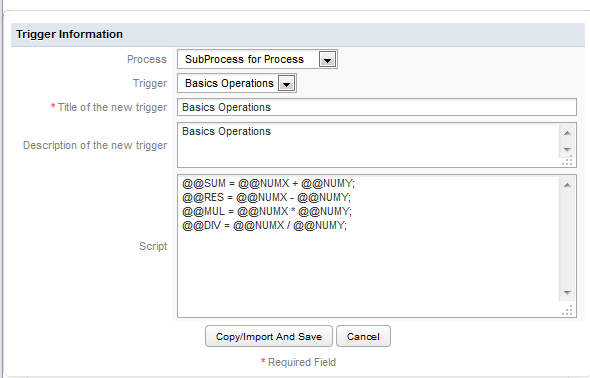 Trigger Information
Process SubProcess for Process
Trigger Basics Operations
* Title of the new trigger Basics Operations
Description of the new trigger Basics Operations
Script @@SUM = @@NUMX + @@NUMY;
@@RES = @@NUMX - @@NUMY;
@@MUL = @@NUMX * @@NUMY;
@@DIV = @@NUMX / @@NUMY;
Copy/Import And Save Cancel
* Required Field